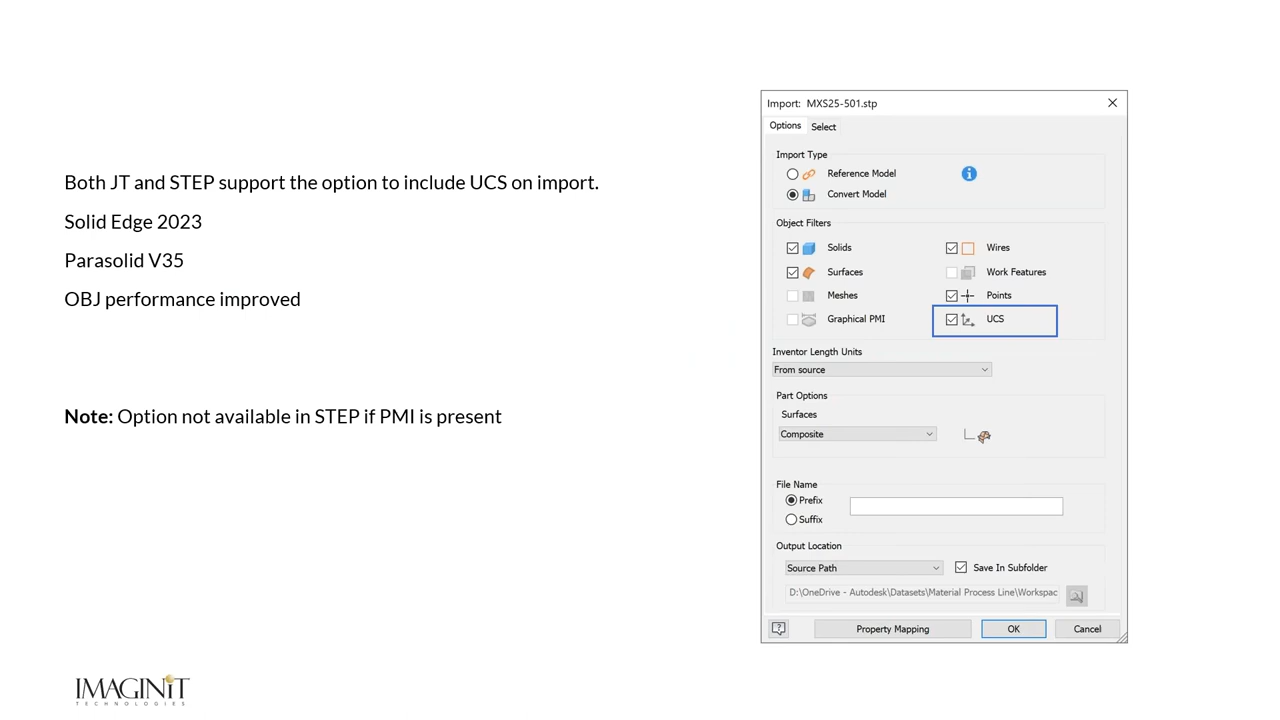 Both JT and STEP support the option to include UCS on import.
Solid Edge 2023
Parasolid V35
OBJ performance improved
Note: Option not available in STEP if PMI is present
Import: MXS25-501.stp
Options Select
Import Type
Reference Model
Convert Model
Object Filters
Solids Wires
Surfaces Work Features
Meshes Points
Graphical PMI UCS
Inventor Length Units
From source
Part Options
Surfaces
Composite
File Name
Prefix
Suffix
Output Location
Source Path Save In Subfolder
D:\OneDrive - Autodesk\Datasets\Material Process Line\Workspac
Property Mapping OK Cancel
IMAGINiT
TECHNOLOGIES